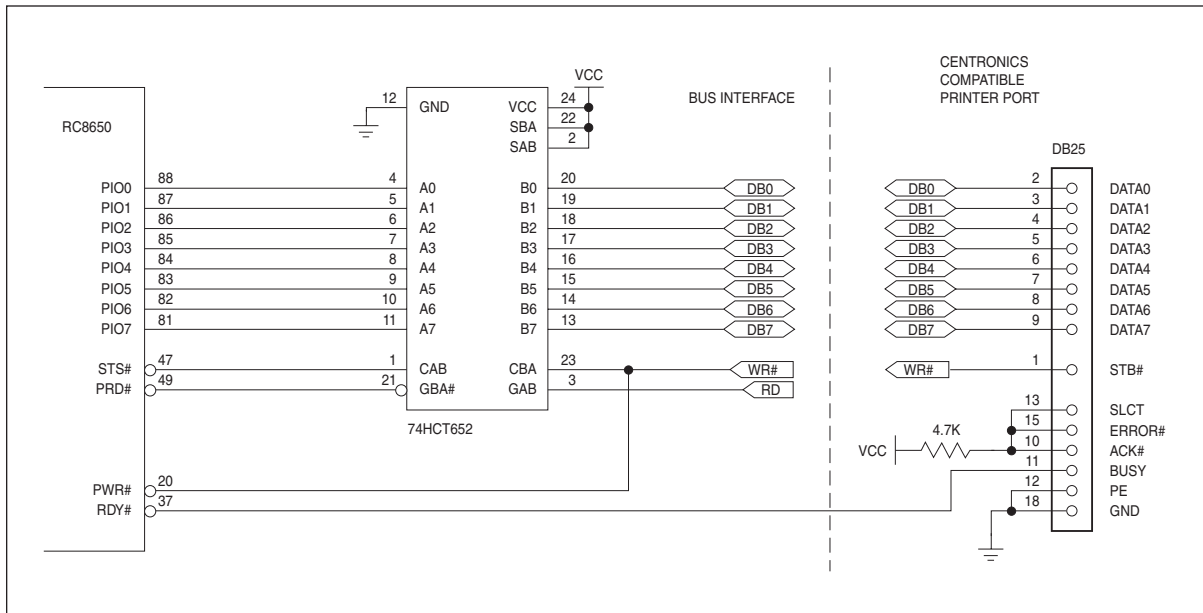 CENTRONICS
COMPATIBLE
PRINTER PORT
BUS INTERFACE
VCC
DB25
RC8650
12 GND VCC 24
SBA 22
SAB 2
PIO0 88 4 A0 B0 20 DB0 DB0 2 DATA0
PIO1 87 5 A1 B1 19 DB1 DB1 3 DATA1
PIO2 86 6 A2 B2 18 DB2 DB2 4 DATA2
PIO3 85 7 A3 B3 17 DB3 DB3 5 DATA3
PIO4 84 8 A4 B4 16 DB4 DB4 6 DATA4
PIO5 83 9 A5 B5 15 DB5 DB5 7 DATA5
PIO6 82 10 A6 B6 14 DB6 DB6 8 DATA6
PIO7 81 11 A7 B7 13 DB7 DB7 9 DATA7
STS# 47 1 CAB CBA 23 WR# WR# 1 STB#
PRD# 49 21 GBA# GAB 3 RD
74HCT652
13 SLCT
4.7K 15 ERROR#
VCC 10 ACK#
11 BUSY
PWR# 20 12 PE
RDY# 37 18 GND